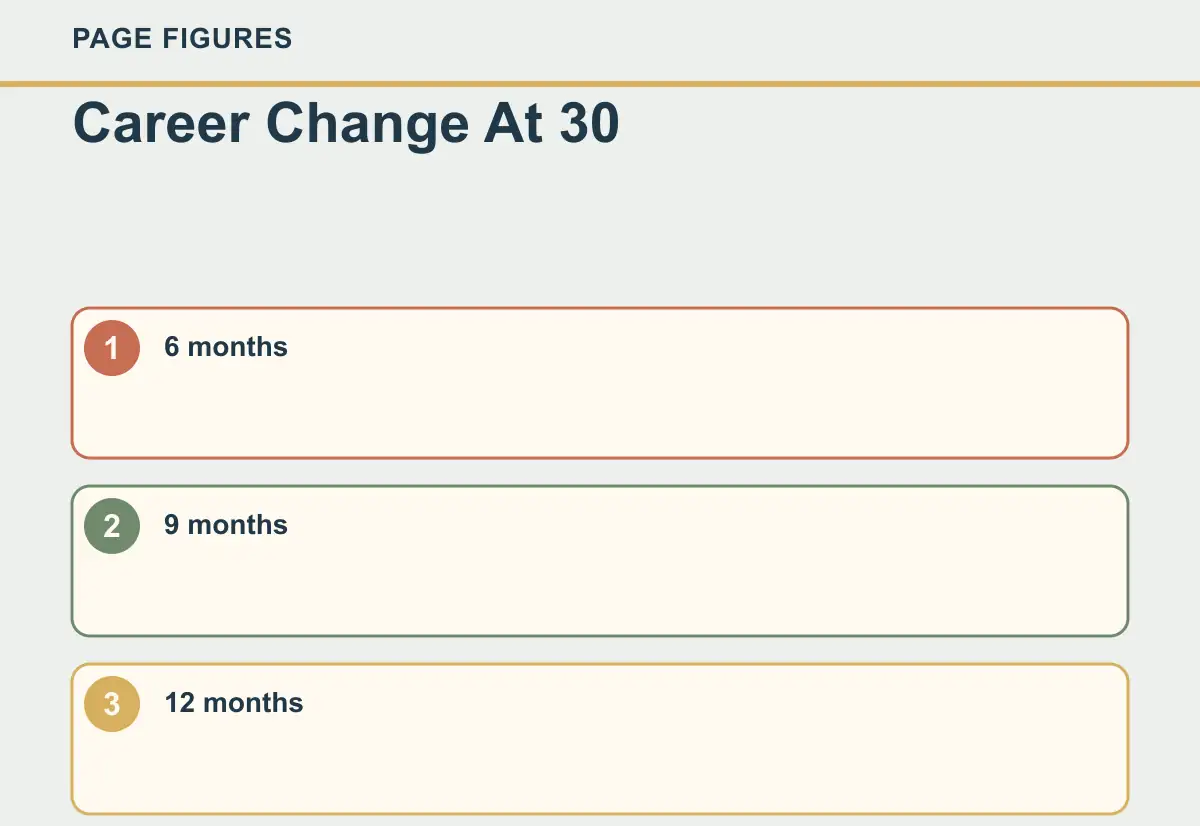 PAGE FIGURES
Career Change At 30
1 6 months
2 9 months
3 12 months